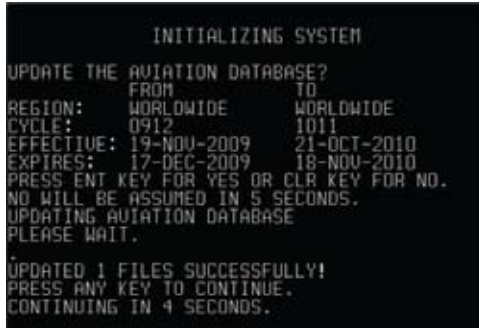 INITIALIZING SYSTEM
UPDATE THE AVIATION DATABASE?
FROM TO
REGION: WORLDWIDE WORLDWIDE
CYCLE: 0912 1011
EFFECTIVE: 19-NOV-2009 21-OCT-2010
EXPIRES: 17-DEC-2009 18-NOV-2010
PRESS ENT KEY FOR YES OR CLR KEY FOR NO.
NO WILL BE ASSUMED IN 5 SECONDS.
UPDATING AVIATION DATABASE
PLEASE WAIT.
.
UPDATED 1 FILES SUCCESSFULLY!
PRESS ANY KEY TO CONTINUE.
CONTINUING IN 4 SECONDS.